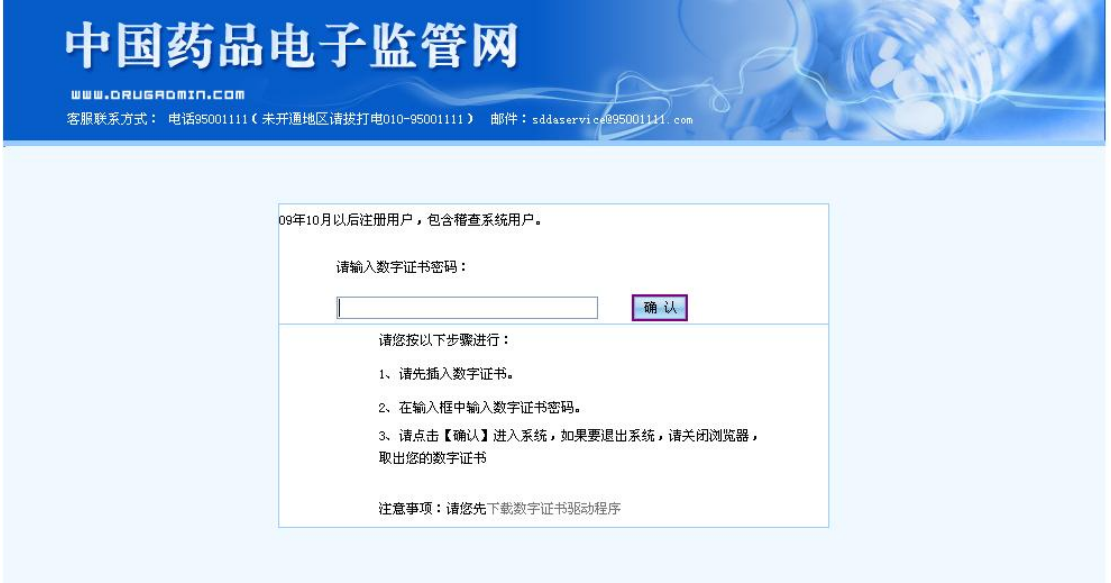 中国药品电子监管网
WWW.DRUGADMIN.COM
客服联系方式： 电话95001111（未开通地区请拔打电010-95001111） 邮件：sddaservice@95001111.com
09年10月以后注册用户，包含稽查系统用户。
请输入数字证书密码：
确 认
请您按以下步骤进行：
1、请先插入数字证书。
2、在输入框中输入数字证书密码。
3、请点击【确认】进入系统，如果要退出系统，请关闭浏览器，
取出您的数字证书
注意事项：请您先下载数字证书驱动程序